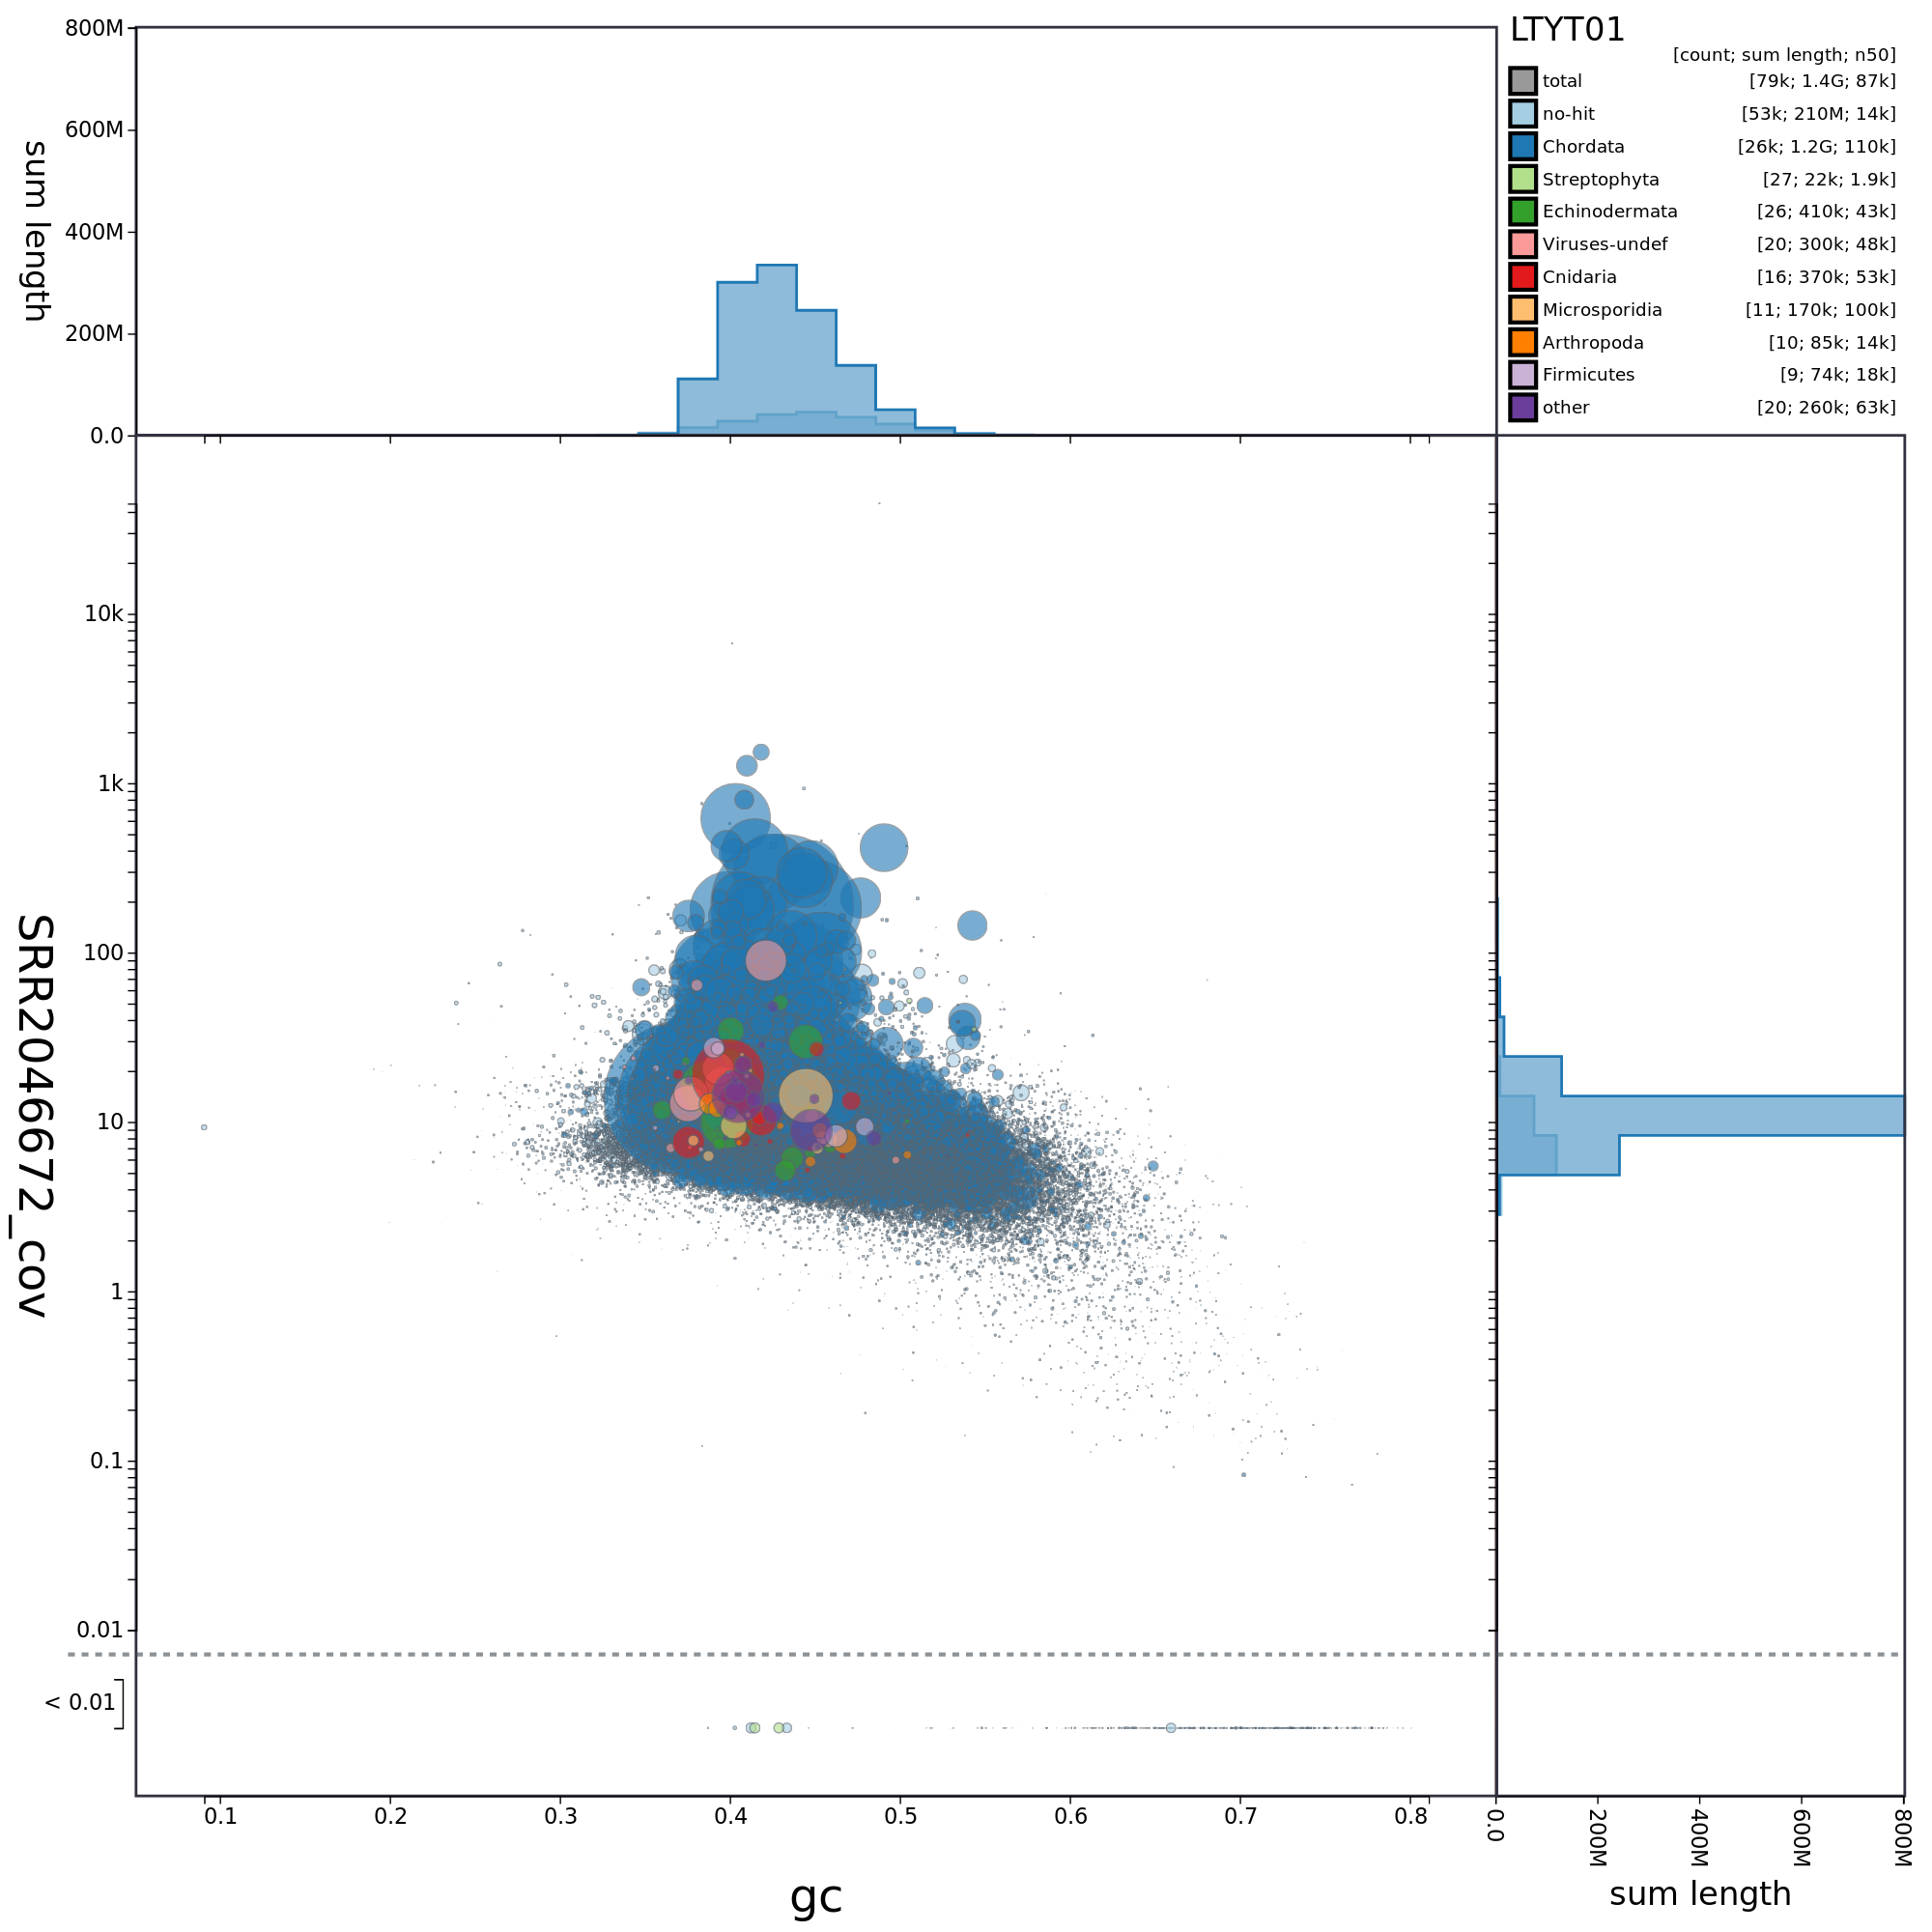 800M
600M
400M
200M
0.0
sum length
LTYT01
[count; sum length; n50]
total [79k; 1.4G; 87k]
no-hit [53k; 210M; 14k]
Chordata [26k; 1.2G; 110k]
Streptophyta [27; 22k; 1.9k]
Echinodermata [26; 410k; 43k]
Viruses-undef [20; 300k; 48k]
Cnidaria [16; 370k; 53k]
Microsporidia [11; 170k; 100k]
Arthropoda [10; 85k; 14k]
Firmicutes [9; 74k; 18k]
other [20; 260k; 63k]
10k
1k
100
10
1
0.1
0.01
< 0.01
SRR2046672_cov
0.1 0.2 0.3 0.4 0.5 0.6 0.7 0.8
gc
0.0 200M 400M 600M 800M
sum length